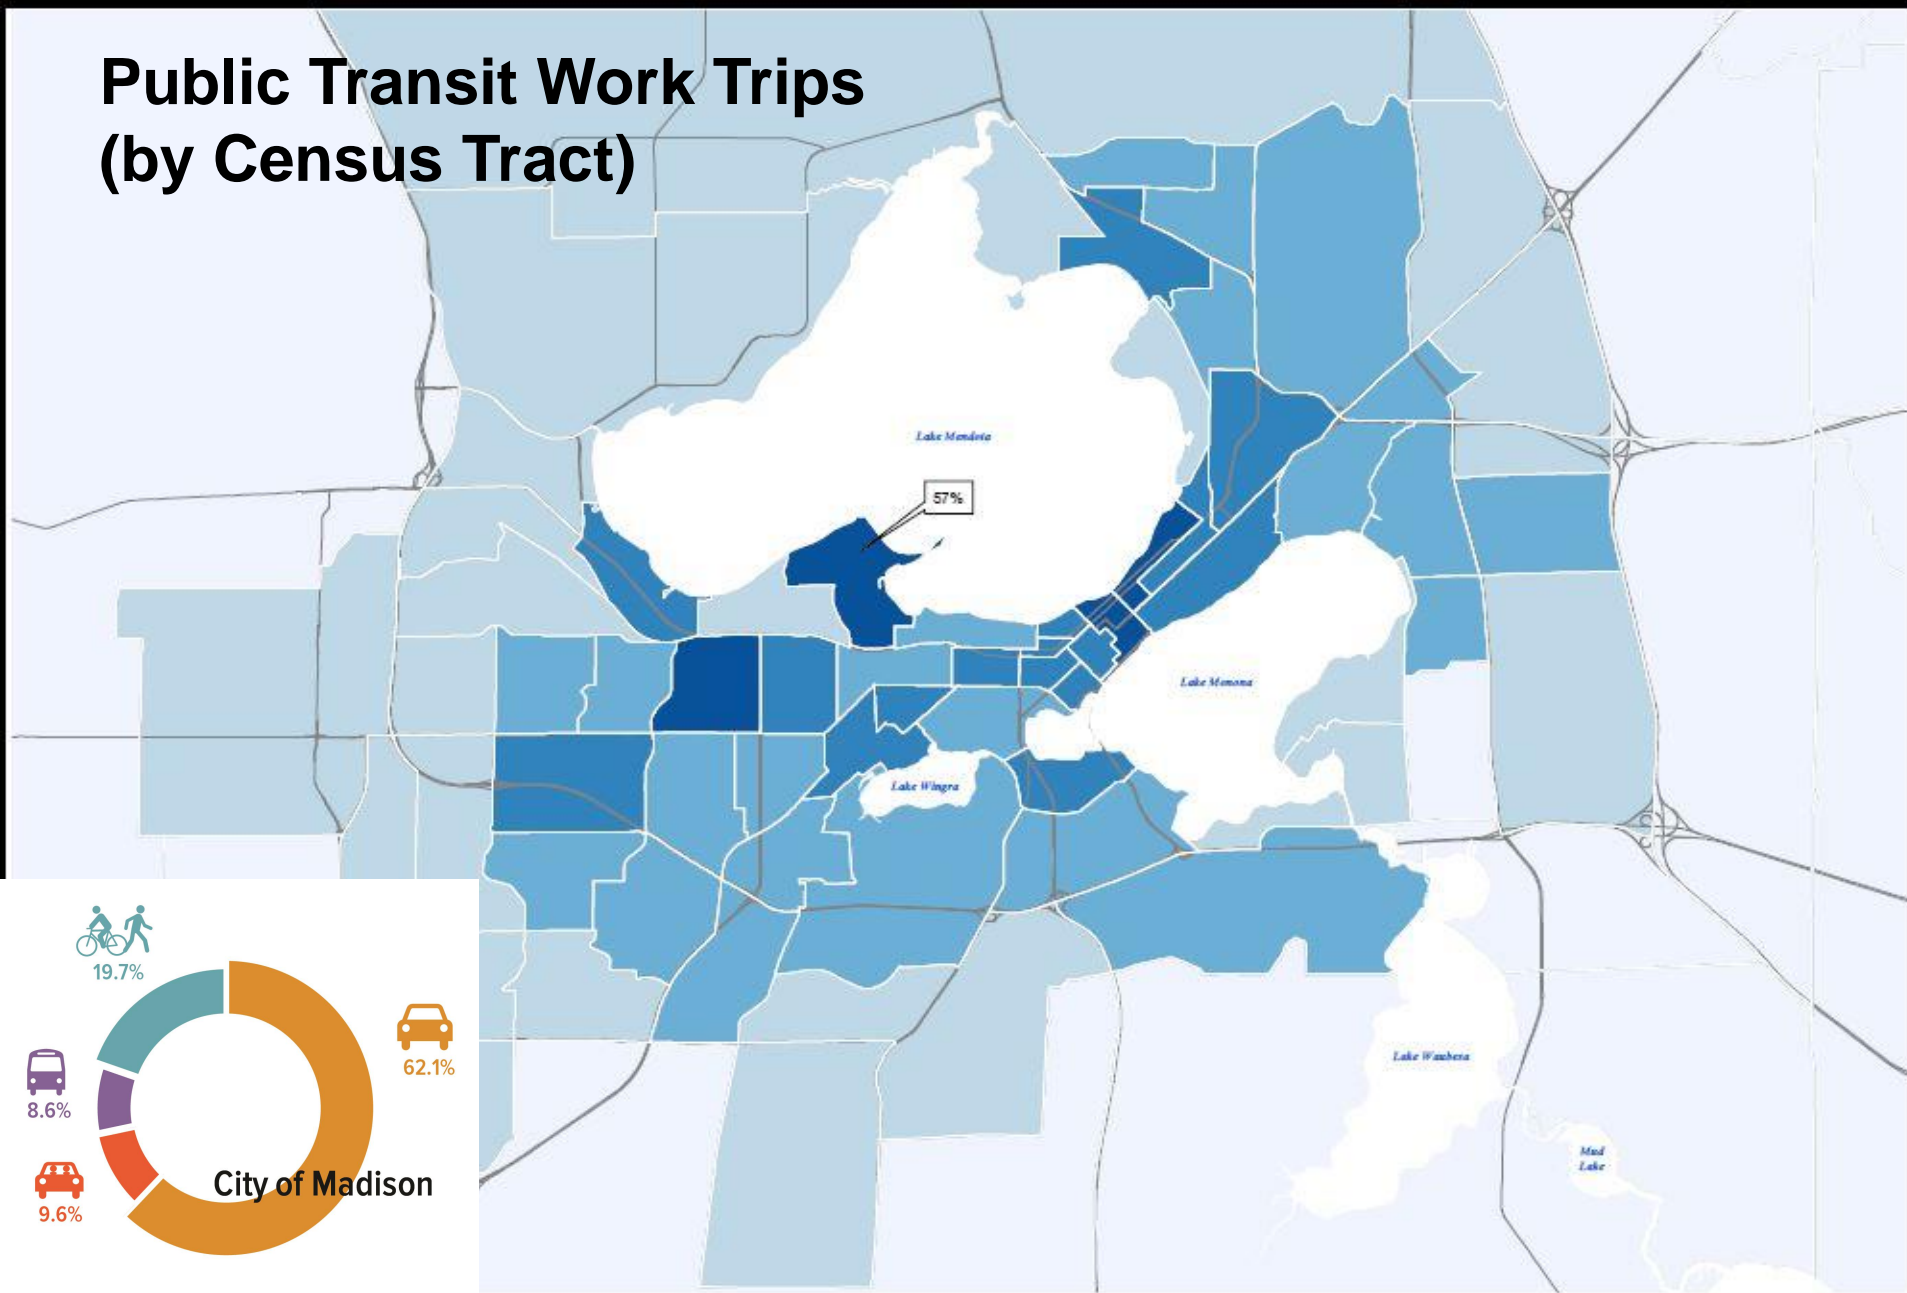 Public Transit Work Trips
(by Census Tract)
Lake Mendota
57%
Lake Monona
Lake Wingra
Lake Waubesa
Mud
Lake
19.7%
62.1%
8.6%
9.6%
City of Madison